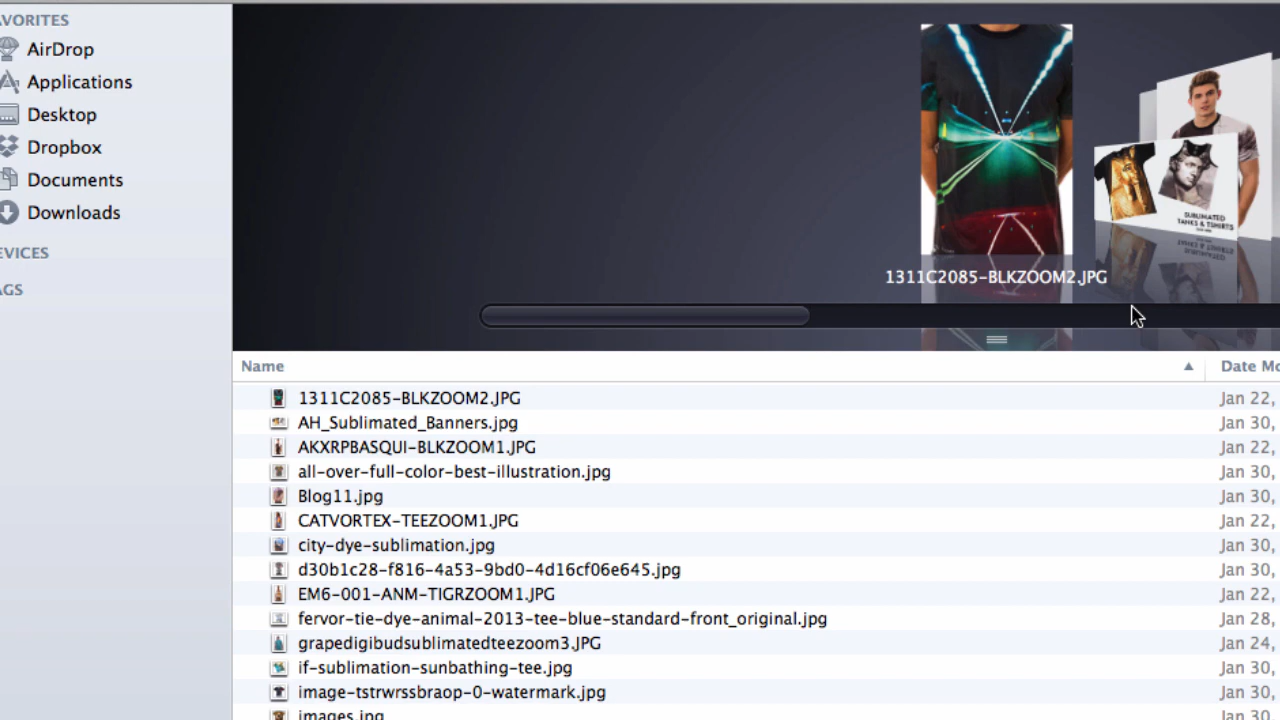 AVORITES
AirDrop
Applications
Desktop
Dropbox
Documents
Downloads
EVICES
AGS
SUBLIMATED
TANKS & TSHIRTS
1311C2085-BLKZOOM2.JPG
Name
Date Mo
1311C2085-BLKZOOM2.JPG
Jan 22,
AH_Sublimated_Banners.jpg
Jan 30,
AKXRPBASQUI-BLKZOOM1.JPG
Jan 22,
all-over-full-color-best-illustration.jpg
Jan 30,
Blog11.jpg
Jan 30,
CATVORTEX-TEEZOOM1.JPG
Jan 22,
city-dye-sublimation.jpg
Jan 30,
d30b1c28-f816-4a53-9bd0-4d16cf06e645.jpg
Jan 30,
EM6-001-ANM-TIGRZOOM1.JPG
Jan 22,
fervor-tie-dye-animal-2013-tee-blue-standard-front_original.jpg
Jan 28,
grapedigibudsublimatedteezoom3.JPG
Jan 24,
if-sublimation-sunbathing-tee.jpg
Jan 30,
image-tstrwrssbraop-0-watermark.jpg
Jan 30,
images.jpg
Jan 30